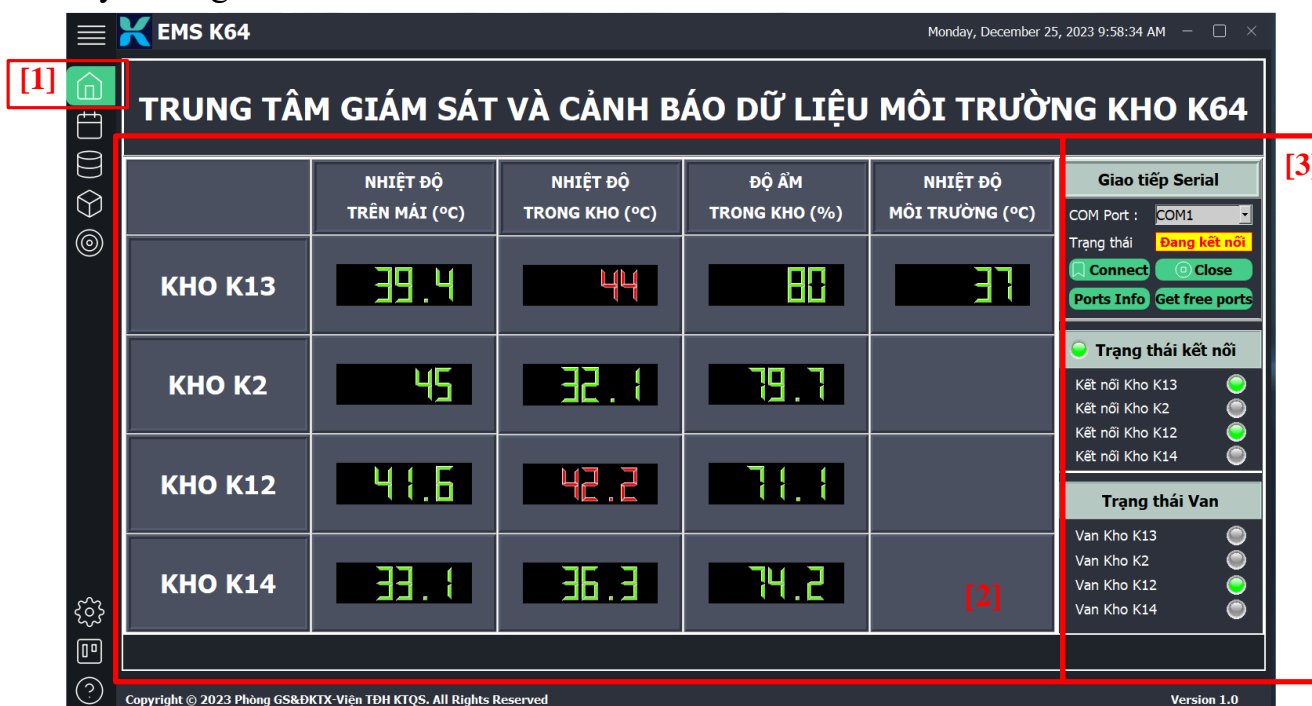 EMS K64
Monday, December 25, 2023 9:58:34 AM
[1]
TRUNG TÂM GIÁM SÁT VÀ CẢNH BÁO DỮ LIỆU MÔI TRƯỜNG KHO K64
NHIỆT ĐỘ
TRÊN MÁI (ºC)
NHIỆT ĐỘ
TRONG KHO (ºC)
ĐỘ ẨM
TRONG KHO (%)
NHIỆT ĐỘ
MÔI TRƯỜNG (ºC)
KHO K13 39.4 44 80 37
KHO K2 45 32.1 79.7
KHO K12 41.6 42.2 71.1
KHO K14 33.1 36.3 74.2
[2]
[3
Giao tiếp Serial
COM Port : COM1
Trạng thái Đang kết nối
Connect Close
Ports Info Get free ports
Trạng thái kết nối
Kết nối Kho K13
Kết nối Kho K2
Kết nối Kho K12
Kết nối Kho K14
Trạng thái Van
Van Kho K13
Van Kho K2
Van Kho K12
Van Kho K14
Copyright © 2023 Phòng GS&ĐKTX-Viện TĐH KTQS. All Rights Reserved
Version 1.0